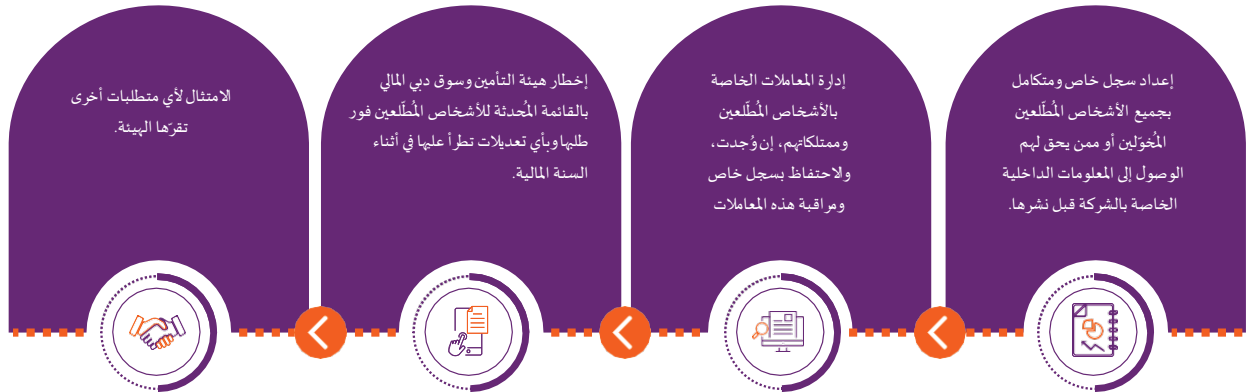 إعداد سجل خاص ومتكامل
بجميع الأشخاص المُطّلعين
المُخوّلين أو ممن يحق لهم
الوصول إلى المعلومات الداخلية
الخاصة بالشركة قبل نشرها.
إدارة المعاملات الخاصة
بالأشخاص المُطّلعين
وممتلكاتهم، إن وُجدت،
والاحتفاظ بسجل خاص
ومراقبة هذه المعاملات
إخطار هيئة التأمين وسوق دبي المالي
بالقائمة المُحدثة للأشخاص المُطّلعين فور
طلبها وبأي تعديلات تطرأ عليها في أثناء
السنة المالية.
الامتثال لأي متطلبات أخرى
تقرّها الهيئة.